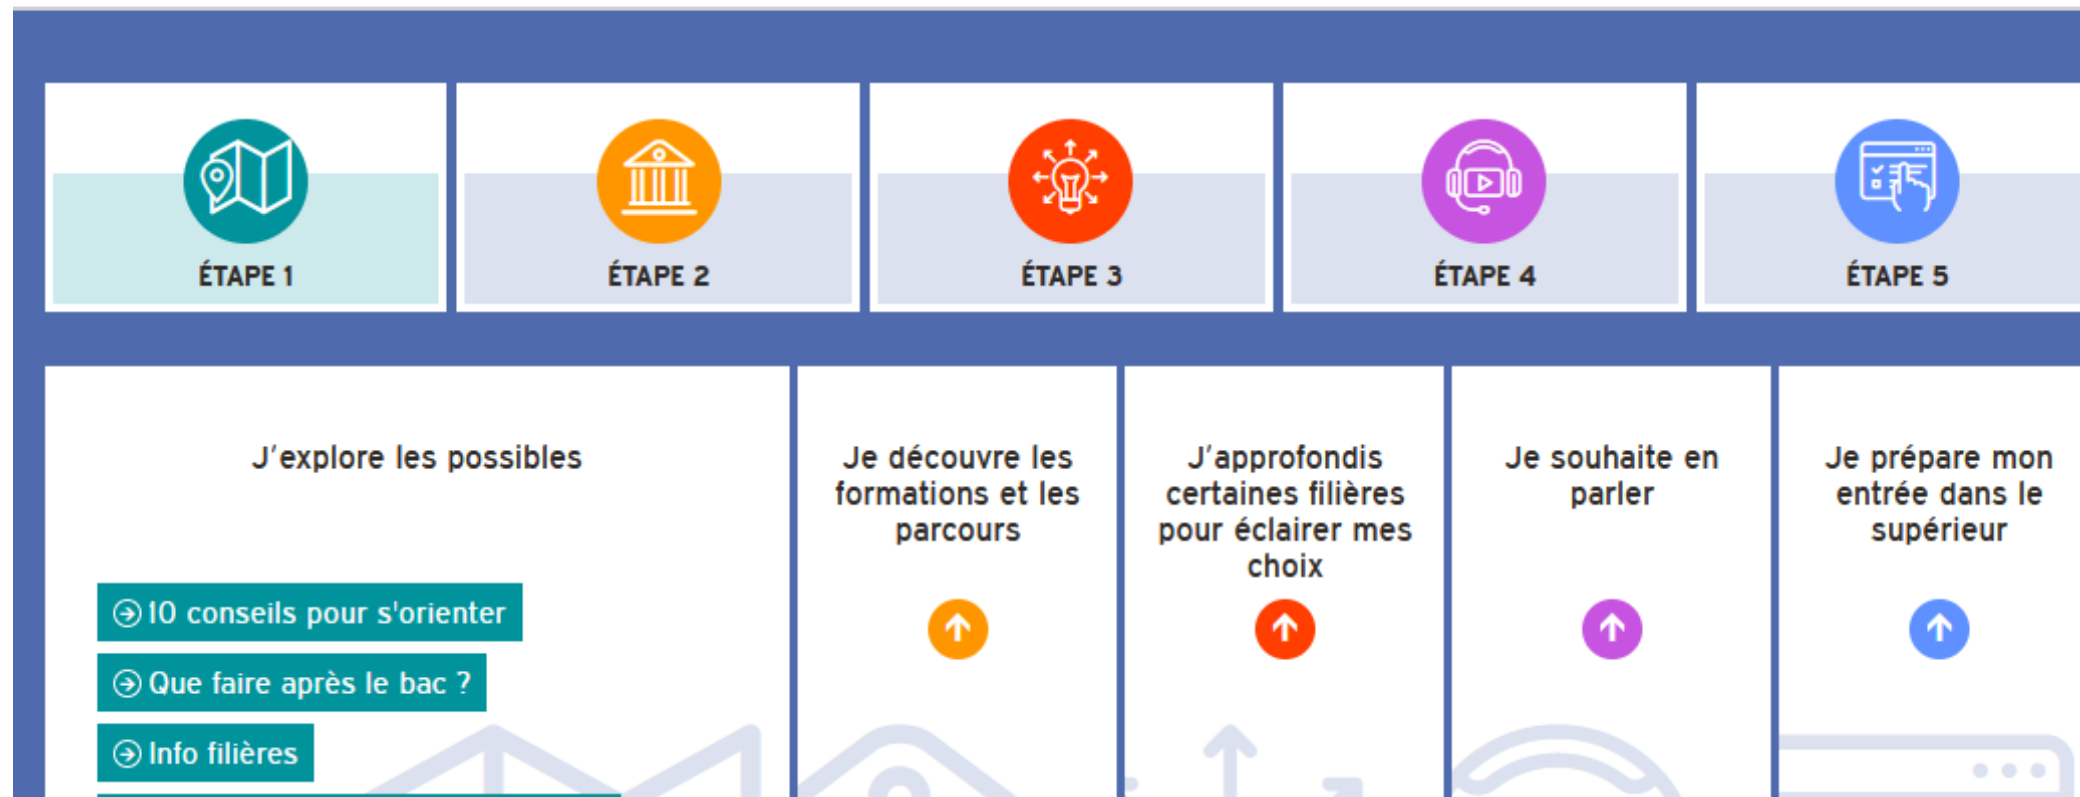 ÉTAPE 1
ÉTAPE 2
ÉTAPE 3
ÉTAPE 4
ÉTAPE 5
J'explore les possibles
10 conseils pour s'orienter
Que faire après le bac ?
Info filières
Je découvre les
formations et les
parcours
J'approfondis
certaines filières
pour éclairer mes
choix
Je souhaite en
parler
Je prépare mon
entrée dans le
supérieur